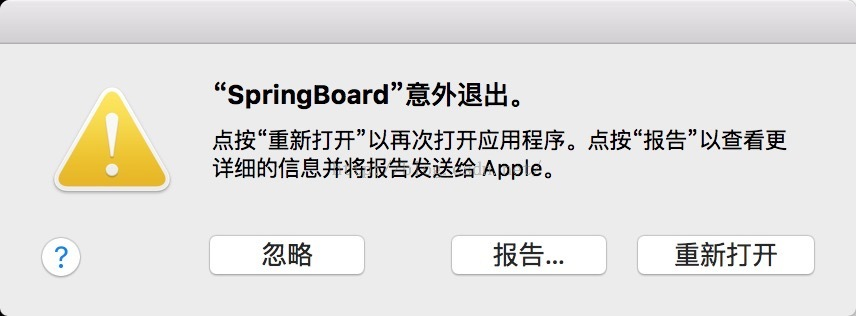 “SpringBoard”意外退出。
点按“重新打开”以再次打开应用程序。点按“报告”以查看更
详细的信息并将报告发送给 Apple。
?
忽略
报告...
重新打开